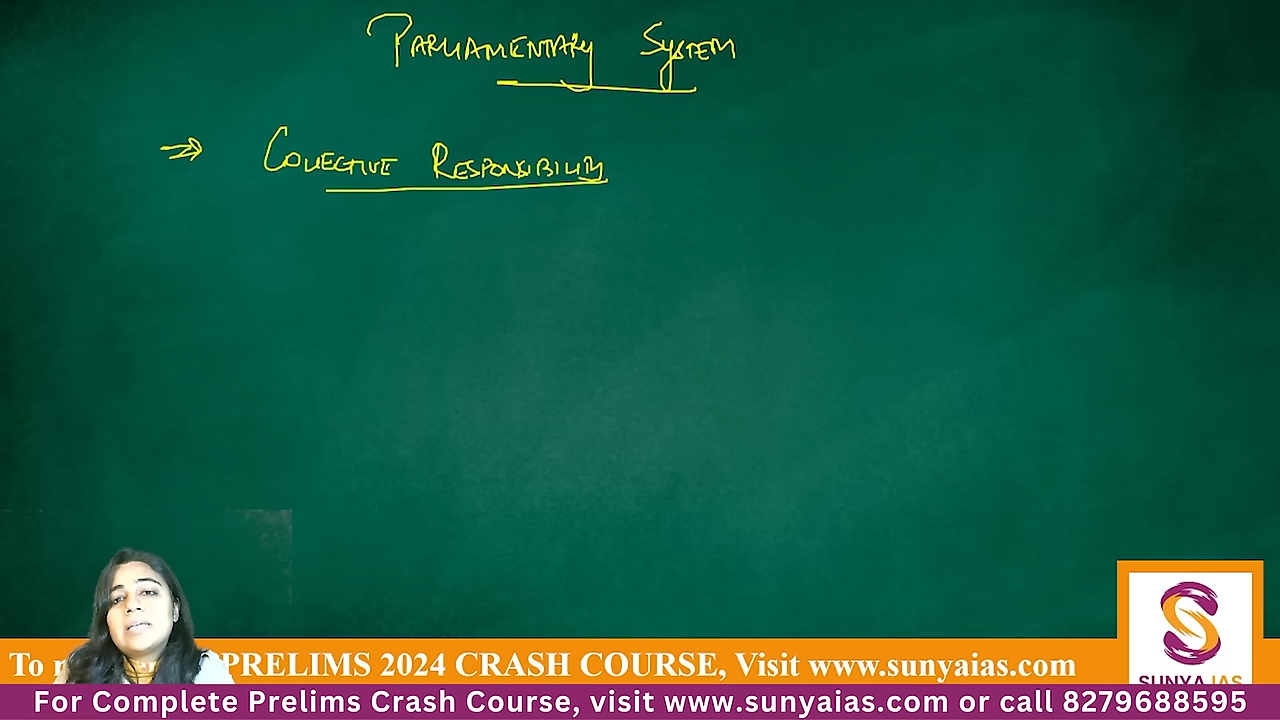 PARLIAMENTARY SYSTEM
⇒ COLLECTIVE RESPONSIBILITY
To PRELIMS 2024 CRASH COURSE, Visit www.sunyaias.com
SUNYA IAS
For Complete Prelims Crash Course, visit www.sunyaias.com or call 8279688595